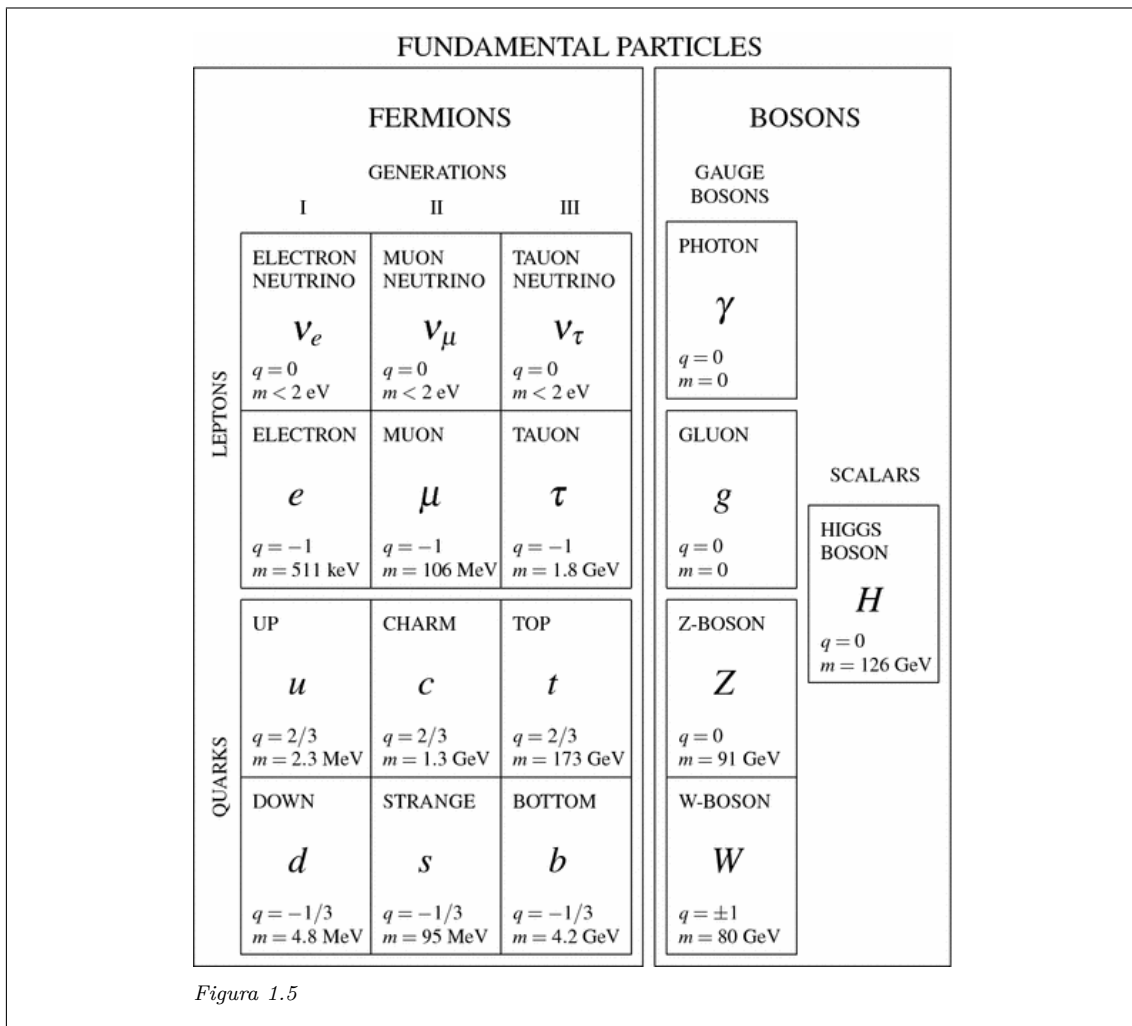 FUNDAMENTAL PARTICLES
FERMIONS
GENERATIONS
I II III
LEPTONS
ELECTRON
NEUTRINO
νe
q = 0
m < 2 eV
MUON
NEUTRINO
νμ
q = 0
m < 2 eV
TAUON
NEUTRINO
ντ
q = 0
m < 2 eV
ELECTRON
e
q = −1
m = 511 keV
MUON
μ
q = −1
m = 106 MeV
TAUON
τ
q = −1
m = 1.8 GeV
QUARKS
UP
u
q = 2/3
m = 2.3 MeV
CHARM
c
q = 2/3
m = 1.3 GeV
TOP
t
q = 2/3
m = 173 GeV
DOWN
d
q = −1/3
m = 4.8 MeV
STRANGE
s
q = −1/3
m = 95 MeV
BOTTOM
b
q = −1/3
m = 4.2 GeV
BOSONS
GAUGE
BOSONS
PHOTON
γ
q = 0
m = 0
GLUON
g
q = 0
m = 0
Z-BOSON
Z
q = 0
m = 91 GeV
W-BOSON
W
q = ±1
m = 80 GeV
SCALARS
HIGGS
BOSON
H
q = 0
m = 126 GeV
Figura 1.5